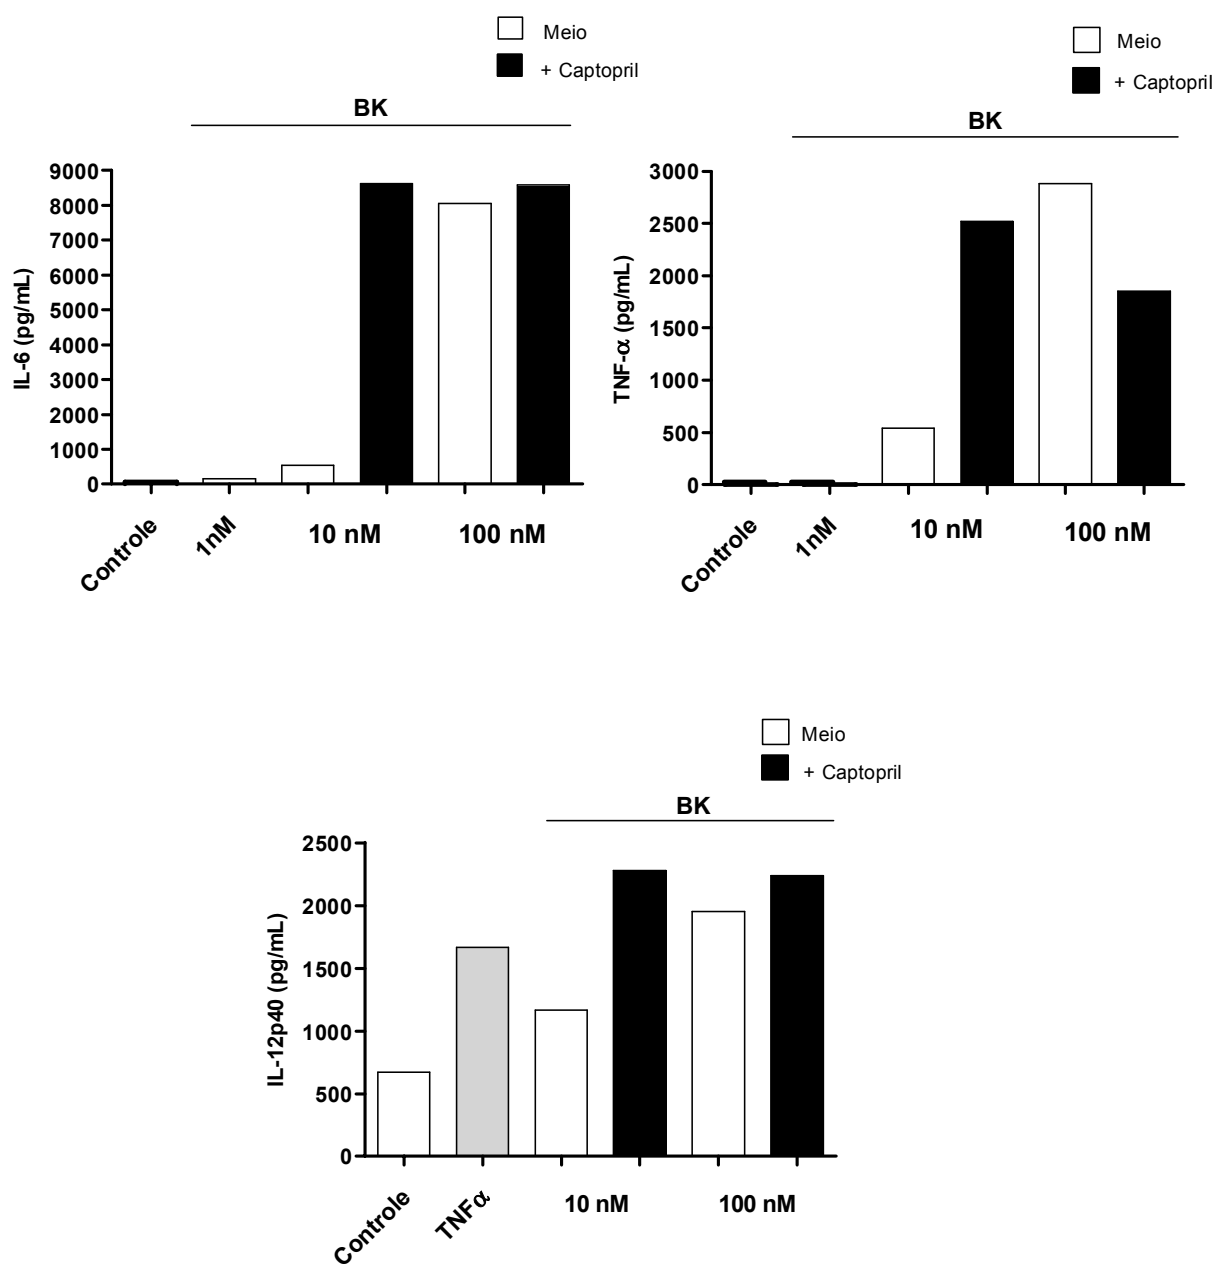 Meio
+ Captopril
BK
IL-6 (pg/mL)
9000
8000
7000
6000
5000
4000
3000
2000
1000
0
Controle
1nM
10 nM
100 nM
Meio
+ Captopril
BK
TNF-α (pg/mL)
3000
2500
2000
1500
1000
500
0
Controle
1nM
10 nM
100 nM
Meio
+ Captopril
BK
IL-12p40 (pg/mL)
2500
2000
1500
1000
500
0
Controle
TNFα
10 nM
100 nM